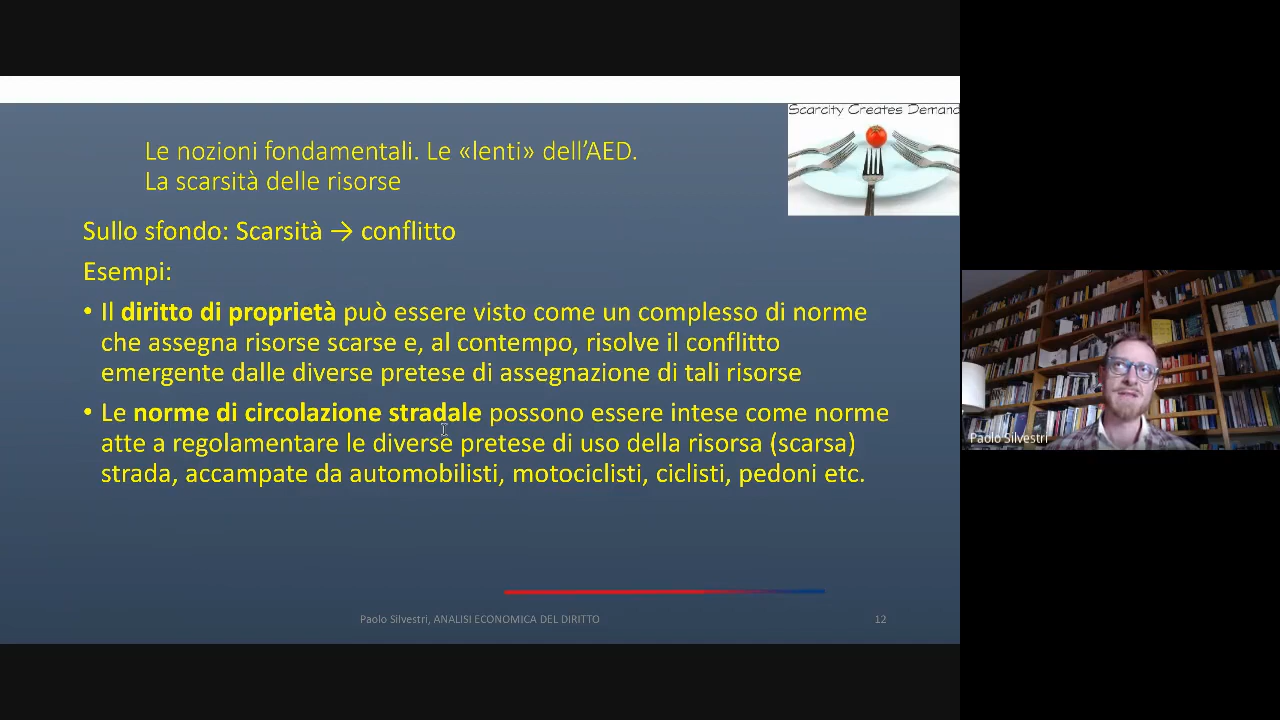 Scarcity Creates Demand
Le nozioni fondamentali. Le «lenti» dell’AED.
La scarsità delle risorse
Sullo sfondo: Scarsità → conflitto
Esempi:
• Il diritto di proprietà può essere visto come un complesso di norme
che assegna risorse scarse e, al contempo, risolve il conflitto
emergente dalle diverse pretese di assegnazione di tali risorse
• Le norme di circolazione stradale possono essere intese come norme
atte a regolamentare le diverse pretese di uso della risorsa (scarsa)
strada, accampate da automobilisti, motociclisti, ciclisti, pedoni etc.
Paolo Silvestri, ANALISI ECONOMICA DEL DIRITTO
12
Paolo Silvestri